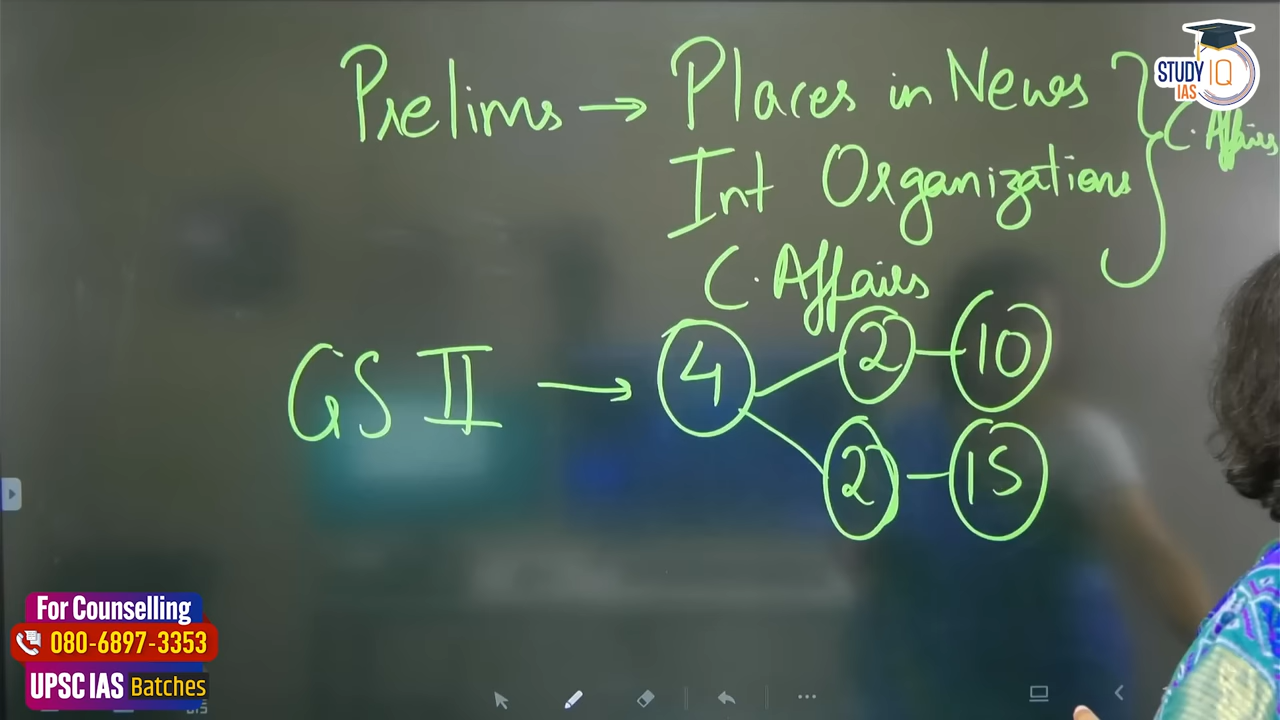 Prelims → Places in News
Int Organizations
C. Affairs
C. Affairs
GS II → 4
2 - 10
2 - 15
STUDY IQ
IAS
For Counselling
080-6897-3353
UPSC IAS Batches